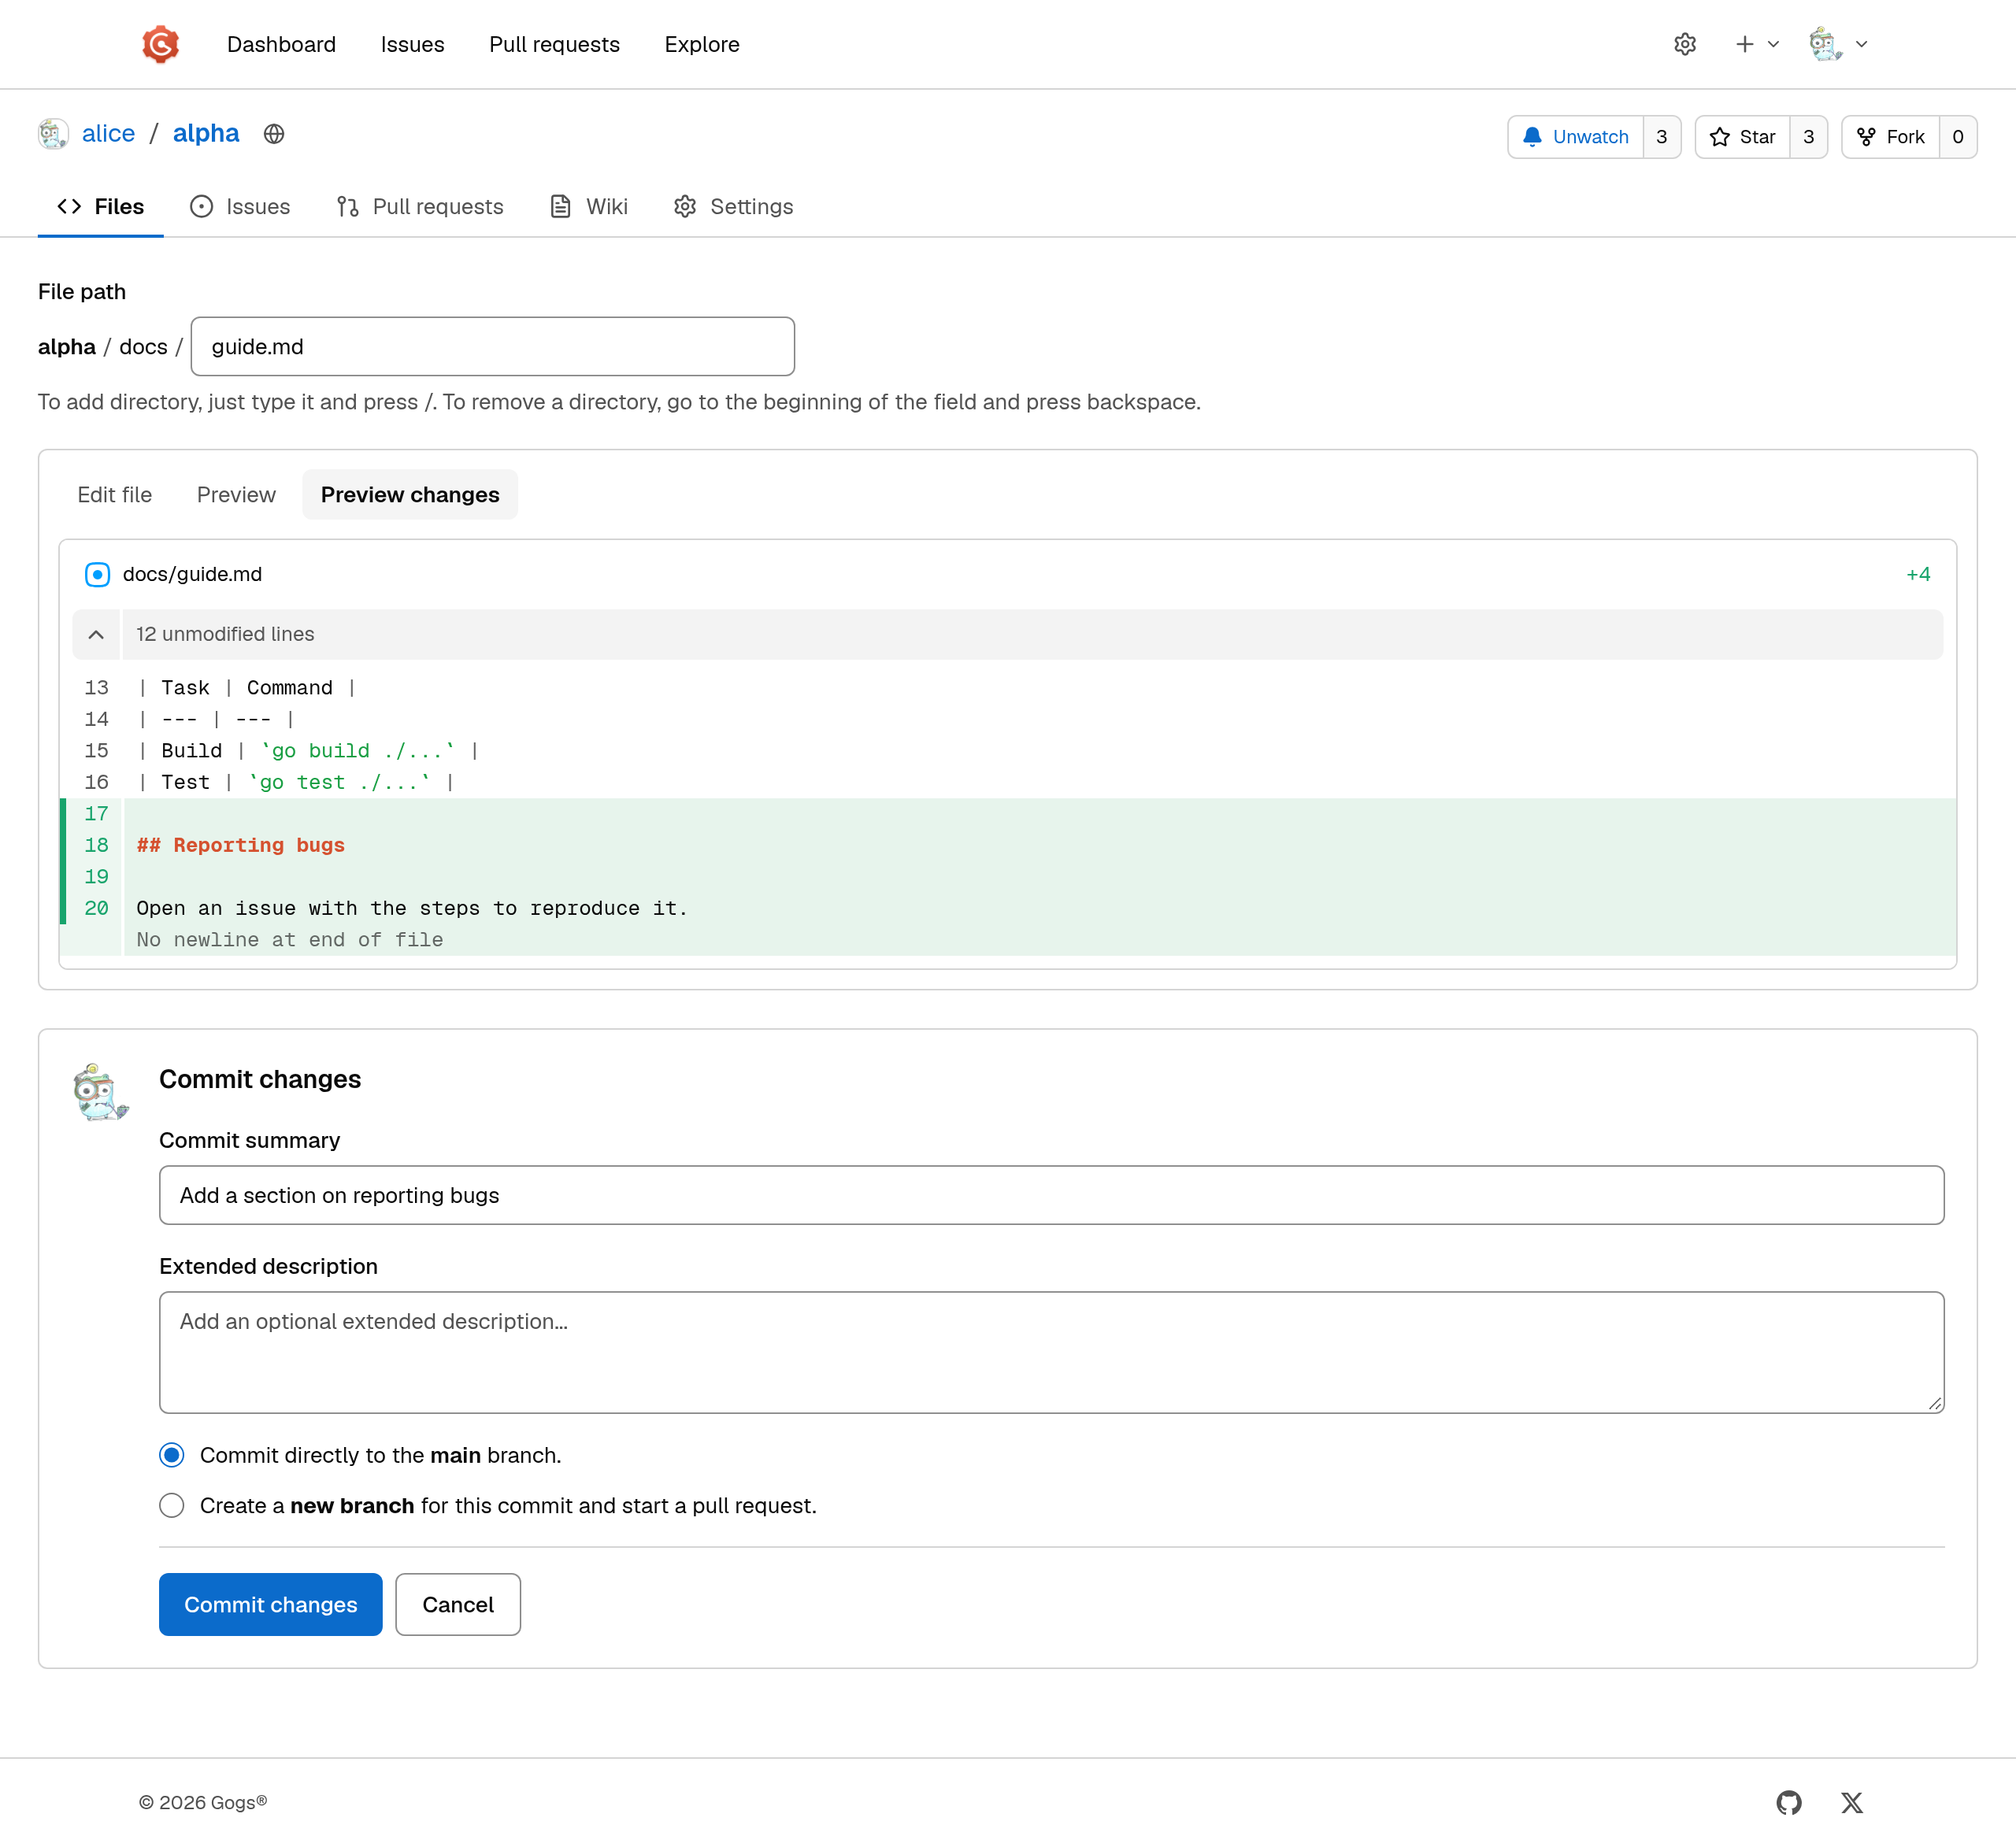 Dashboard Issues Pull requests Explore
alice / alpha
Unwatch 3 Star 3 Fork 0
Files Issues Pull requests Wiki Settings
File path
alpha / docs / guide.md
To add directory, just type it and press /. To remove a directory, go to the beginning of the field and press backspace.
Edit file Preview Preview changes
docs/guide.md +4
12 unmodified lines
13 | Task | Command |
14 | --- | --- |
15 | Build | `go build ./...` |
16 | Test | `go test ./...` |
17
18 ## Reporting bugs
19
20 Open an issue with the steps to reproduce it.
No newline at end of file
Commit changes
Commit summary
Add a section on reporting bugs
Extended description
Add an optional extended description...
Commit directly to the main branch.
Create a new branch for this commit and start a pull request.
Commit changes Cancel
© 2026 Gogs®